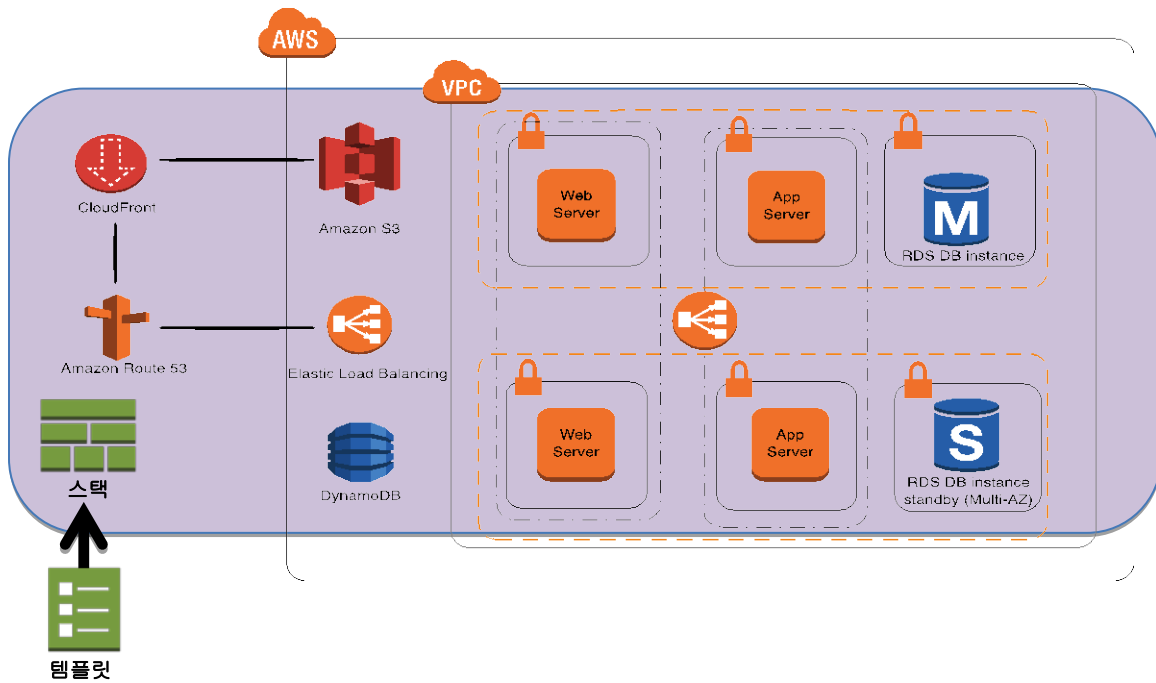 AWS
VPC
CloudFront
Amazon S3
Web
Server
App
Server
M
RDS DB instance
Amazon Route 53
Elastic Load Balancing
스택
DynamoDB
Web
Server
App
Server
S
RDS DB instance
standby (Multi-AZ)
템플릿